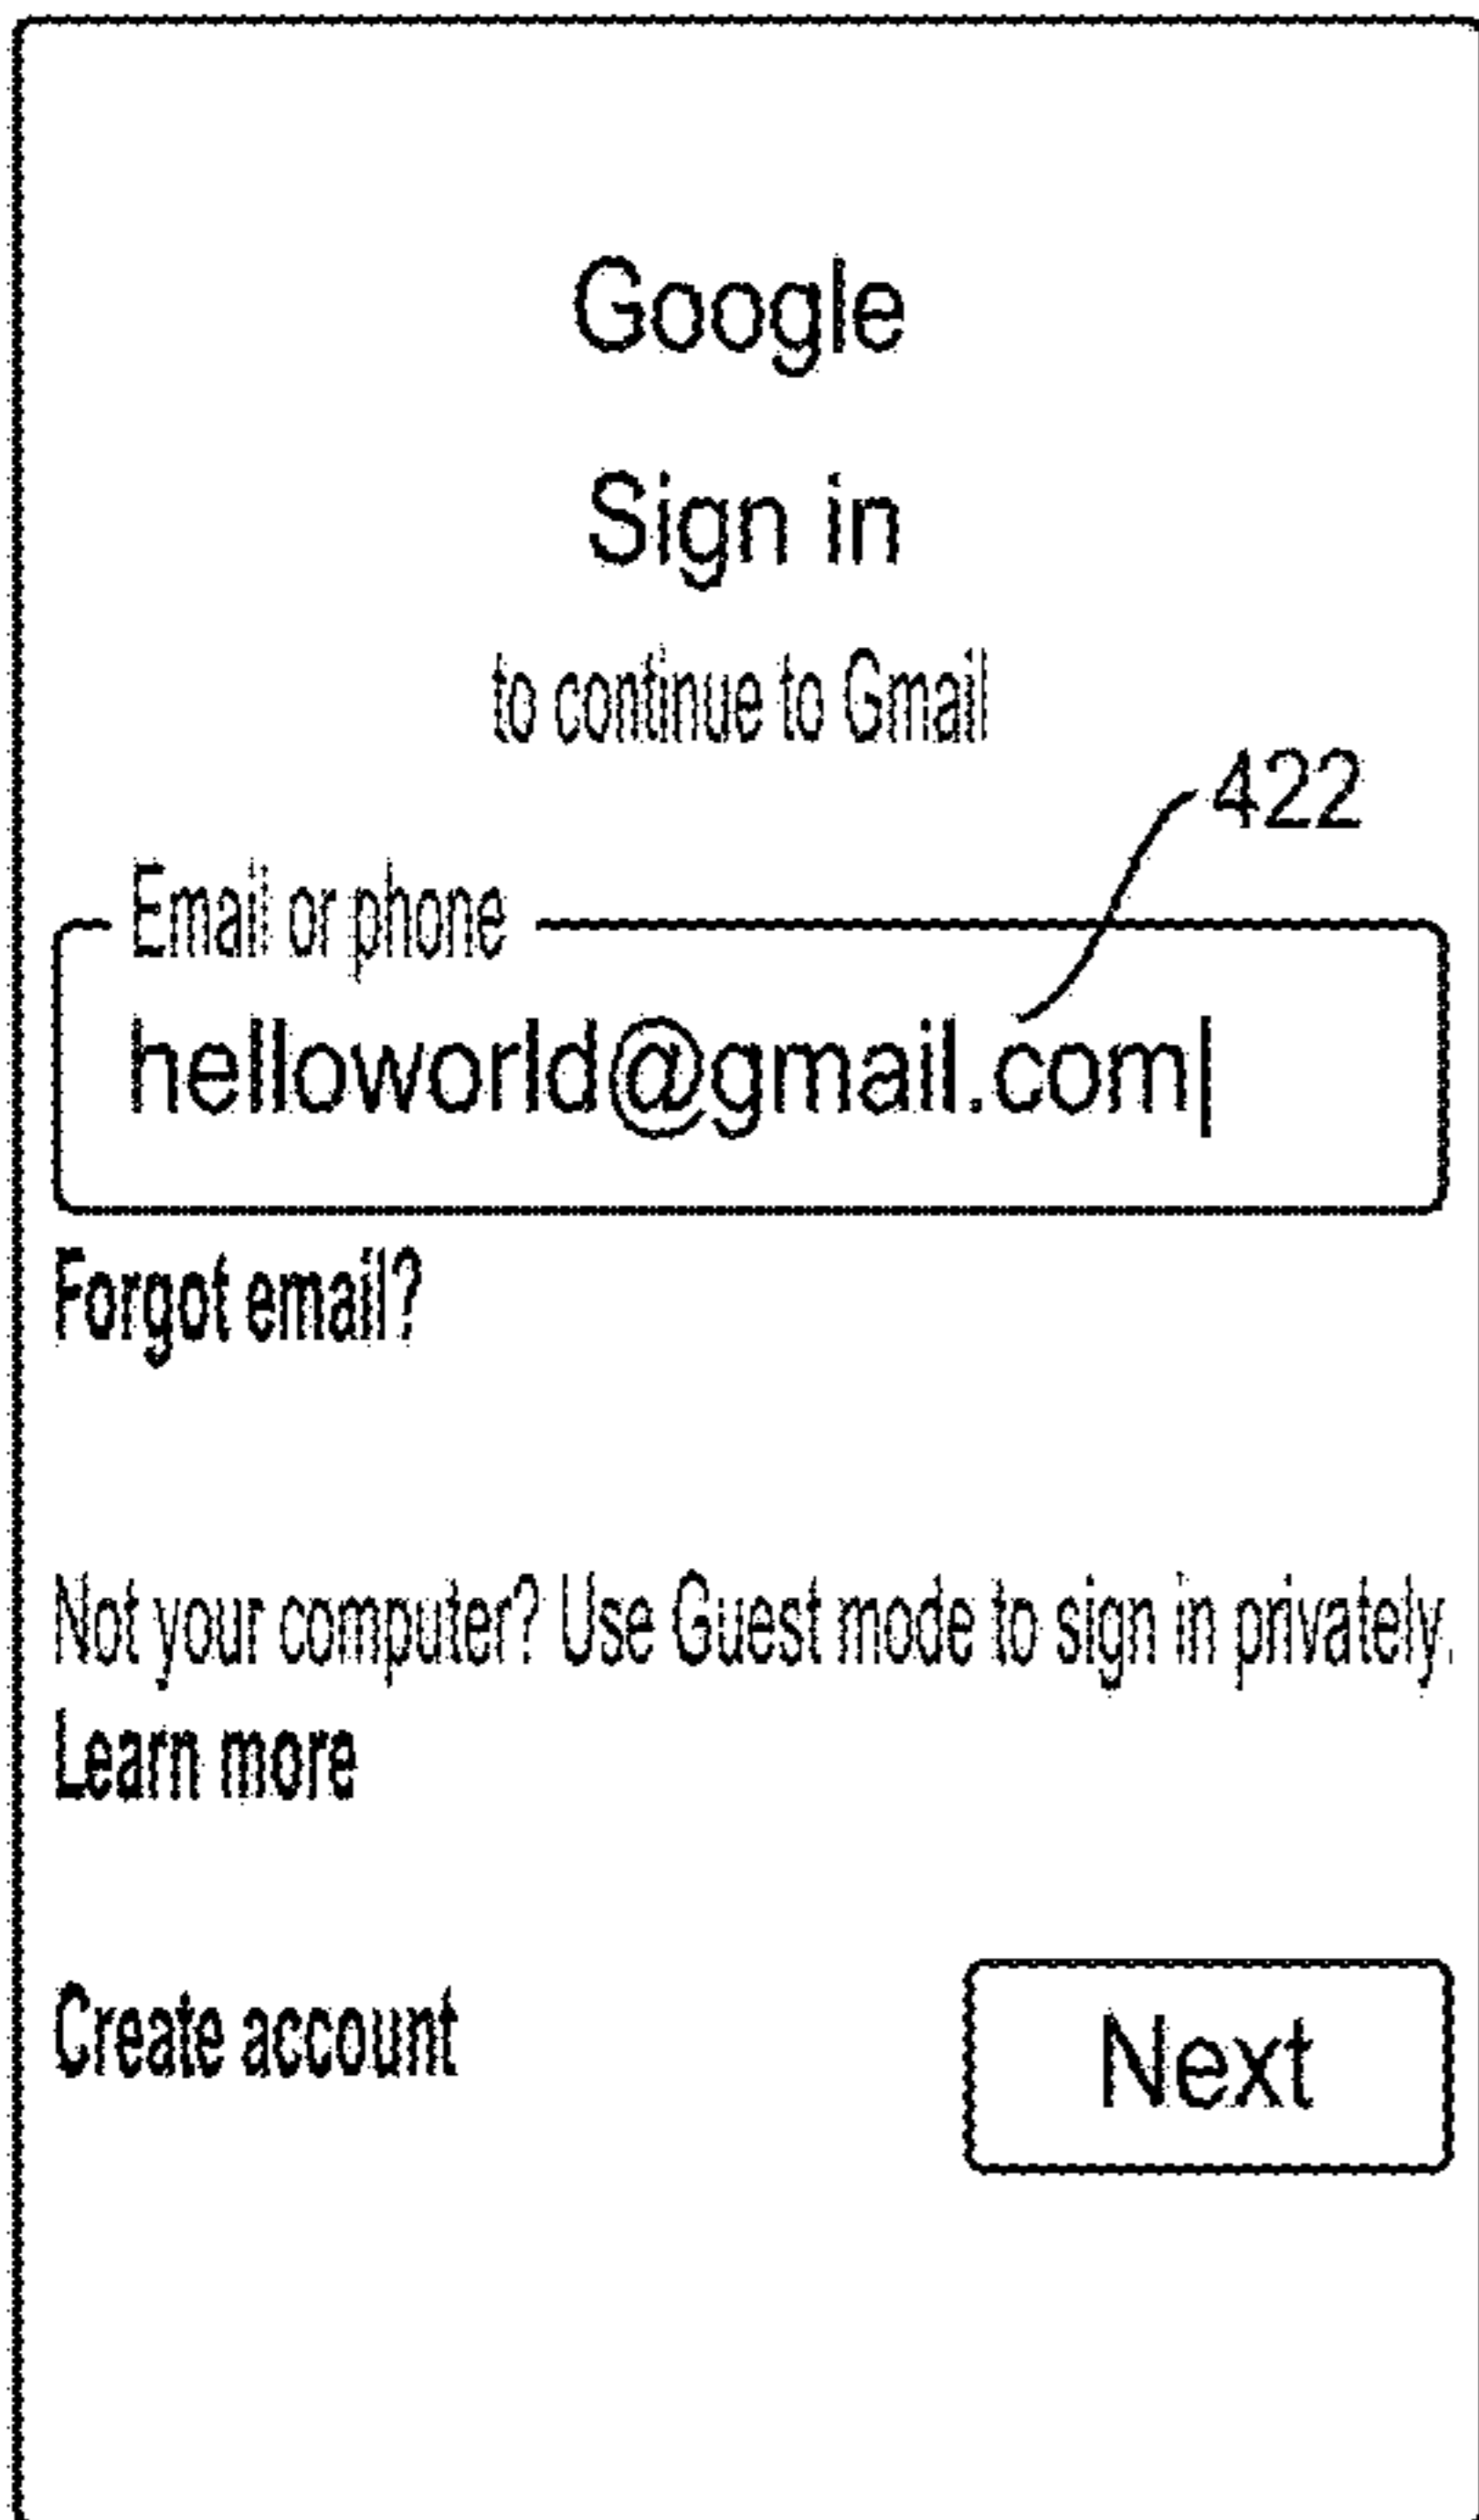 Google
Sign in
to continue to Gmail
422
Email or phone
helloworld@gmail.com|
Forgot email?
Not your computer? Use Guest mode to sign in privately.
Learn more
Create account
Next